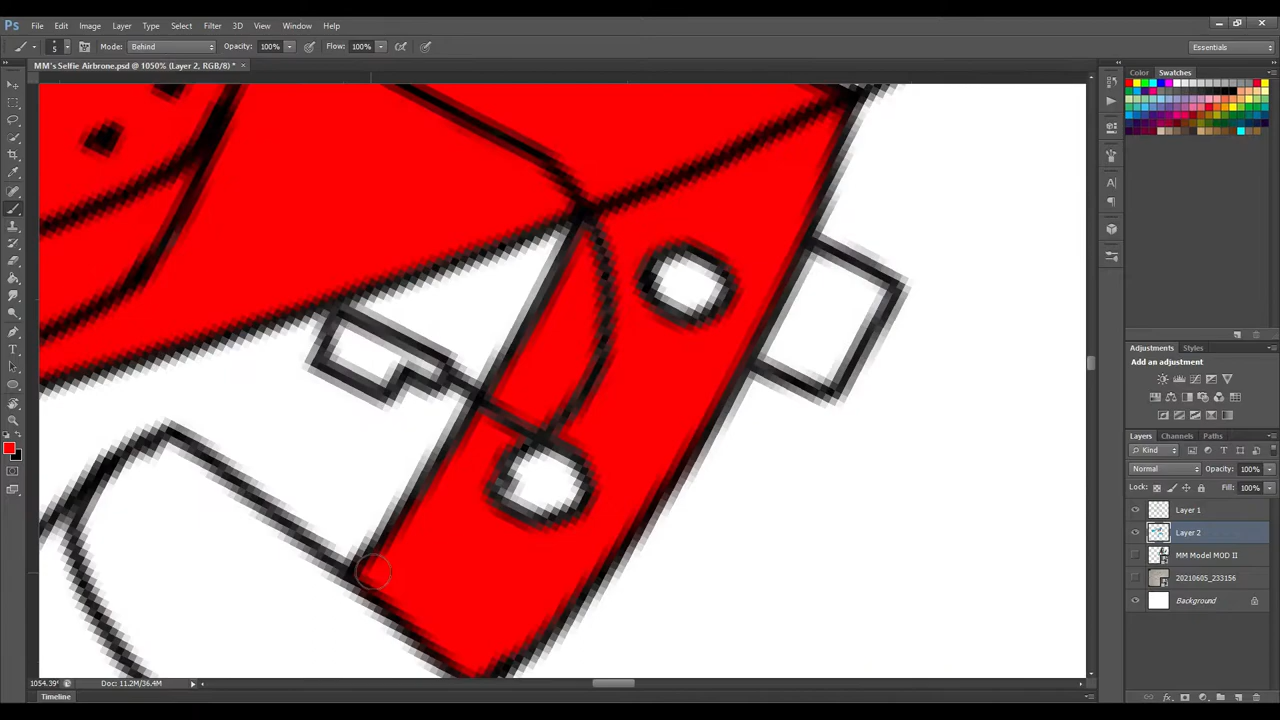 Ps File Edit Image Layer Type Select Filter 3D View Window Help
5 Mode: Behind Opacity: 100% Flow: 100% Essentials
MM's Selfie Airbrone.psd @ 1050% (Layer 2, RGB/8) * ×
Color Swatches
Adjustments Styles
Add an adjustment
Layers Channels Paths
Kind
Normal Opacity: 100%
Lock: Fill: 100%
Layer 1
Layer 2
MM Model MOD II
20210605_233156
Background
1054.39% Doc: 11.2M/36.4M
Timeline